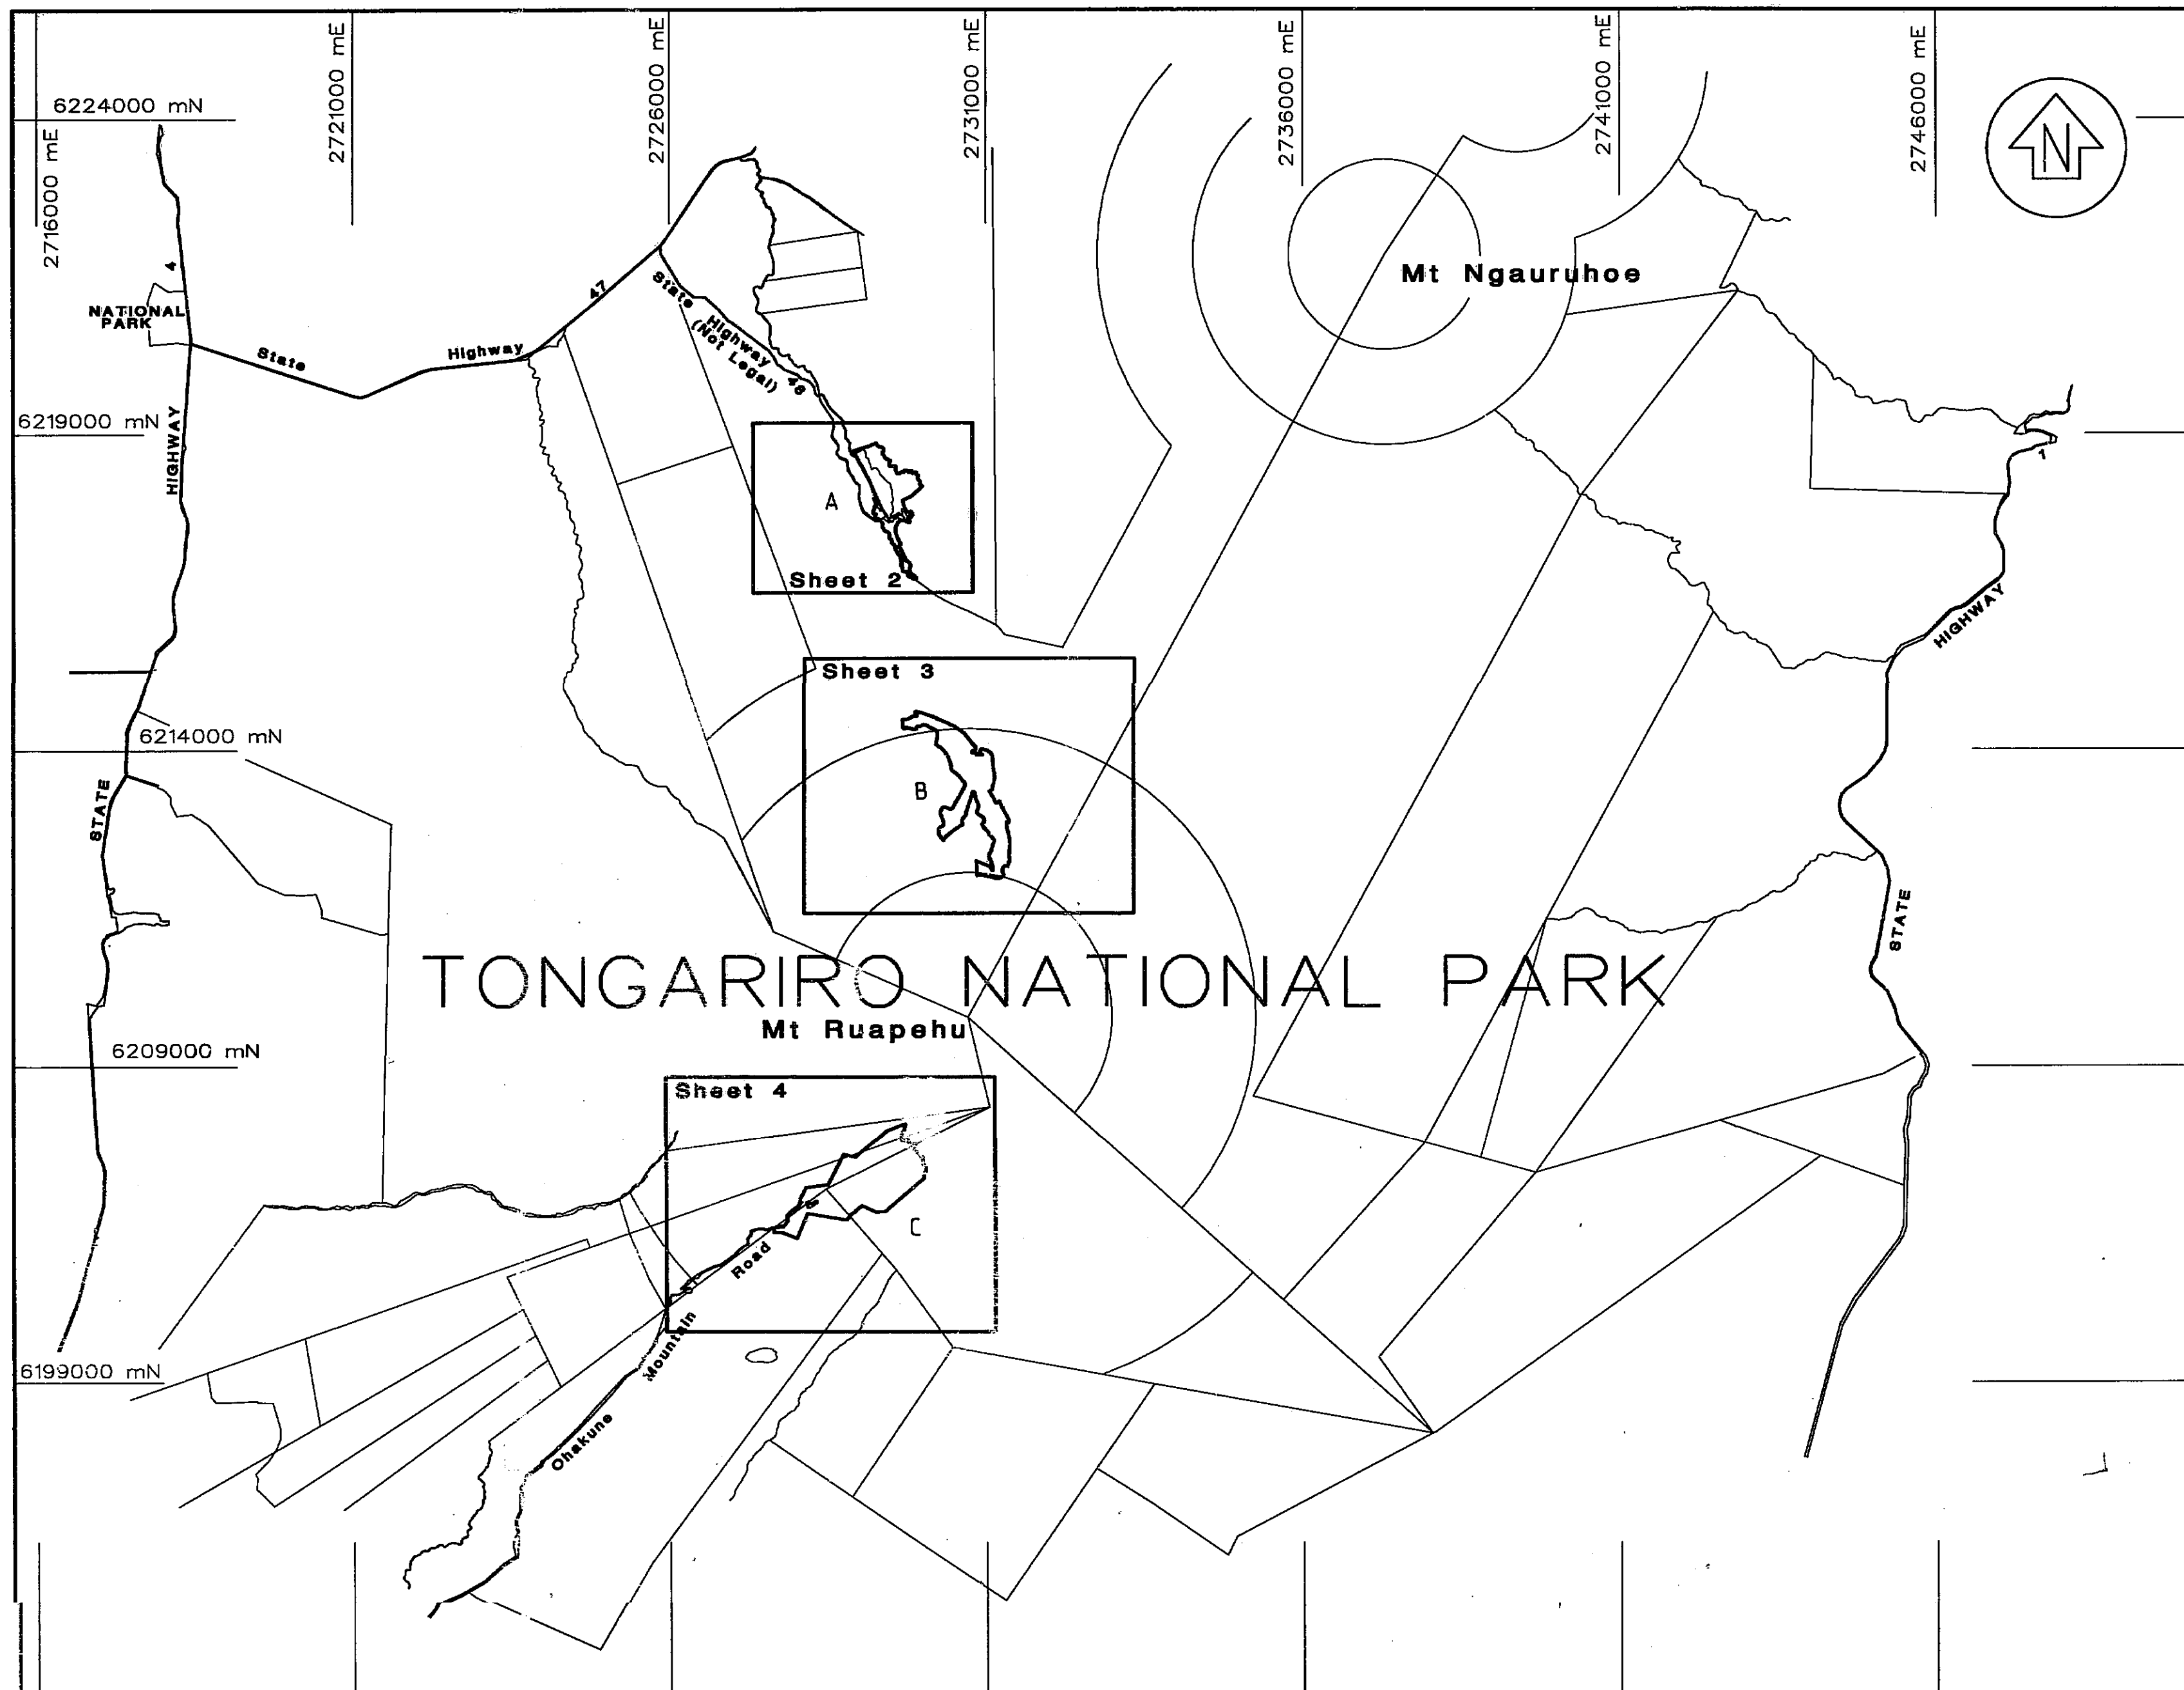 2716000 mE
2721000 mE
2726000 mE
2731000 mE
2736000 mE
2741000 mE
2746000 mE
6224000 mN
N
4
NATIONAL
PARK
State
Highway
47
State
Highway 48
(Not Legal)
Mt Ngauruhoe
6219000 mN
HIGHWAY
A
Sheet 2
1
HIGHWAY
Sheet 3
6214000 mN
B
STATE
STATE
TONGARIRO NATIONAL PARK
Mt Ruapehu
6209000 mN
Sheet 4
C
Road
Mountain
Ohakune
6199000 mN